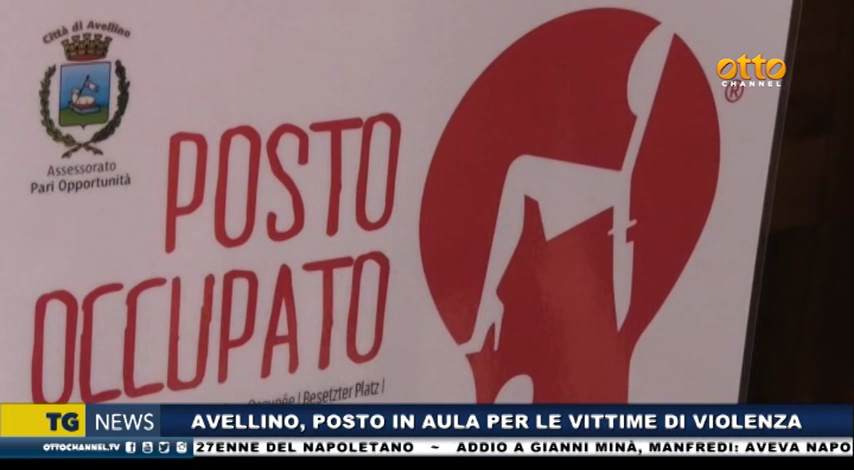 Città di Avellino
Assessorato
Pari Opportunità
POSTO
OCCUPATO
Besetzter Platz |
otto
CHANNEL
®
TG NEWS
AVELLINO, POSTO IN AULA PER LE VITTIME DI VIOLENZA
OTTOCHANNEL.TV
27ENNE DEL NAPOLETANO ~ ADDIO A GIANNI MINÀ, MANFREDI: AVEVA NAPO